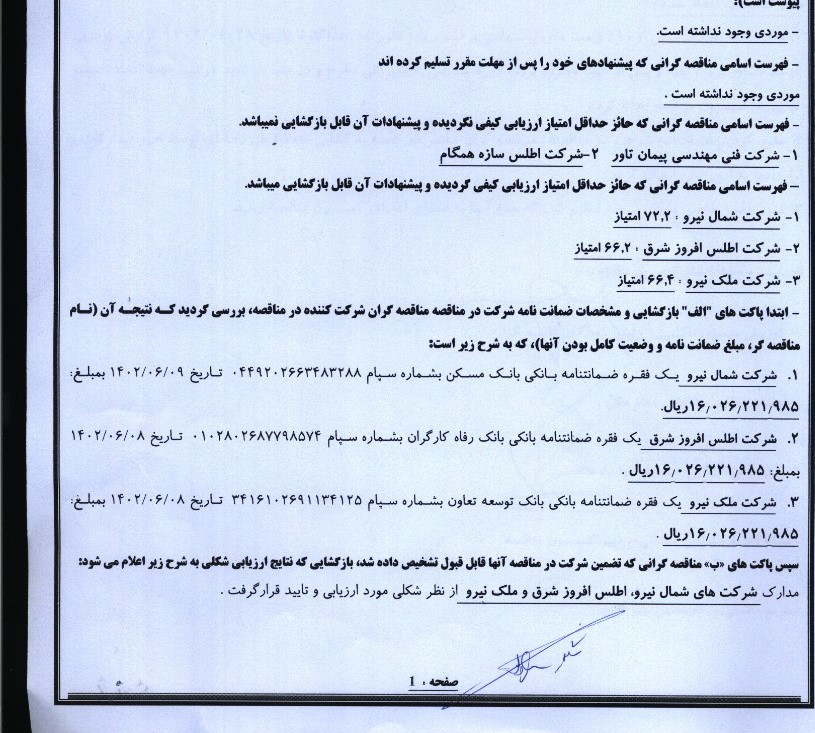 پیوست است):
- موردی وجود نداشته است.
- فهرست اسامی مناقصه گرانی که پیشنهادهای خود را پس از مهلت مقرر تسلیم کرده اند
موردی وجود نداشته است .
- فهرست اسامی مناقصه گرانی که حائز حداقل امتیاز ارزیابی کیفی نگردیده و پیشنهادات آن قابل بازگشایی نمیباشد.
۱- شرکت فنی مهندسی پیمان تاور ۲-شرکت اطلس سازه همگام
– فهرست اسامی مناقصه گرانی که حائز حداقل امتیاز ارزیابی کیفی گردیده و پیشنهادات آن قابل بازگشایی میباشد.
۱- شرکت شمال نیرو : ۷۲٫۲ امتیاز
۲- شرکت اطلس افروز شرق : ۶۶٫۲ امتیاز
۳- شرکت ملک نیرو : ۶۶٫۴ امتیاز
- ابتدا پاکت های "الف" بازگشایی و مشخصات ضمانت نامه شرکت در مناقصه مناقصه گران شرکت کننده در مناقصه، بررسی گردید که نتیجه آن (نام
مناقصه گر، مبلغ ضمانت نامه و وضعیت کامل بودن آنها)، که به شرح زیر است:
۱. شرکت شمال نیرو یک فقره ضمانتنامه بانکی بانک مسکن بشماره سپام ۰۴۴۹۲۰۲۶۶۳۴۸۳۲۸۸ تاریخ ۱۴۰۲/۰۶/۰۹ بمبلغ:
۱۶٫۰۲۶٫۲۲۱٫۹۸۵ریال.
۲. شرکت اطلس افروز شرق یک فقره ضمانتنامه بانکی بانک رفاه کارگران بشماره سپام ۰۱۰۲۸۰۲۶۸۷۷۹۸۵۷۴ تاریخ ۱۴۰۲/۰۶/۰۸
بمبلغ: ۱۶٫۰۲۶٫۲۲۱٫۹۸۵ریال .
۳. شرکت ملک نیرو یک فقره ضمانتنامه بانکی بانک توسعه تعاون بشماره سپام ۳۴۱۶۱۰۲۶۹۱۱۳۴۱۲۵ تاریخ ۱۴۰۲/۰۶/۰۸ بمبلغ:
۱۶٫۰۲۶٫۲۲۱٫۹۸۵ریال .
سپس پاکت های «ب» مناقصه گرانی که تضمین شرکت در مناقصه آنها قابل قبول تشخیص داده شد، بازگشائی که نتایج ارزیابی شکلی به شرح زیر اعلام می شود:
مدارک شرکت های شمال نیرو، اطلس افروز شرق و ملک نیرو از نظر شکلی مورد ارزیابی و تایید قرارگرفت .
صفحه : 1